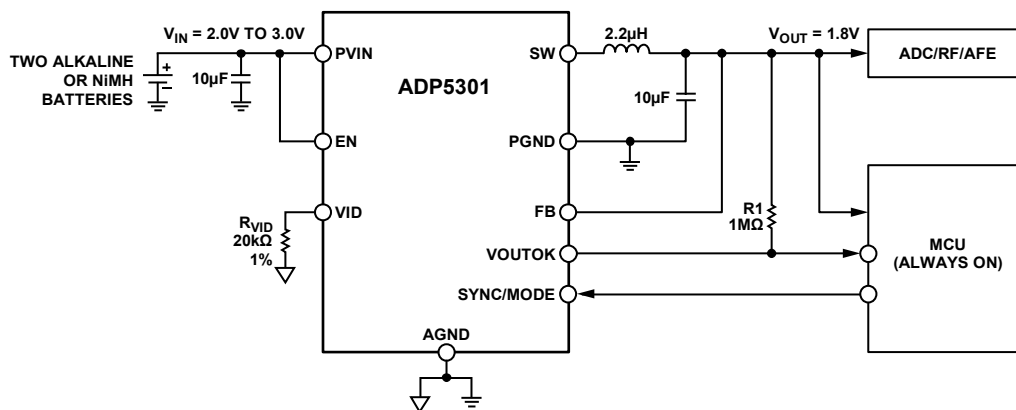 V_IN = 2.0V TO 3.0V
TWO ALKALINE
OR NiMH
BATTERIES
+
–
10µF
PVIN
EN
VID
R_VID
20kΩ
1%
ADP5301
AGND
SW
PGND
FB
VOUTOK
SYNC/MODE
2.2µH
10µF
V_OUT = 1.8V
R1
1MΩ
ADC/RF/AFE
MCU
(ALWAYS ON)